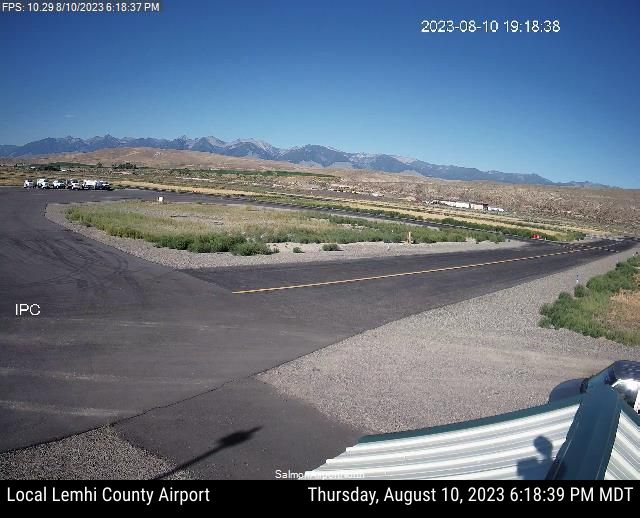 FPS: 10.29 8/10/2023 6:18:37 PM
2023-08-10 19:18:38
IPC
Local Lemhi County Airport
Thursday, August 10, 2023 6:18:39 PM MDT